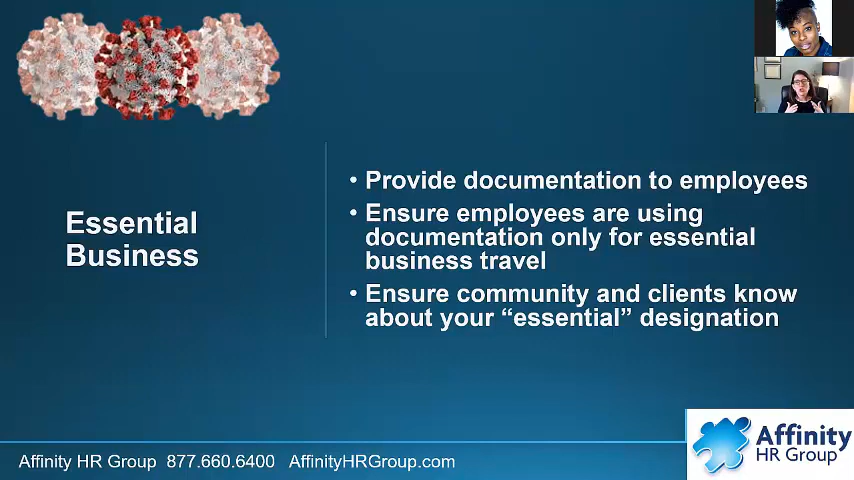 Essential
Business
• Provide documentation to employees
• Ensure employees are using
documentation only for essential
business travel
• Ensure community and clients know
about your “essential” designation
Affinity HR Group 877.660.6400 AffinityHRGroup.com
Affinity
HR Group